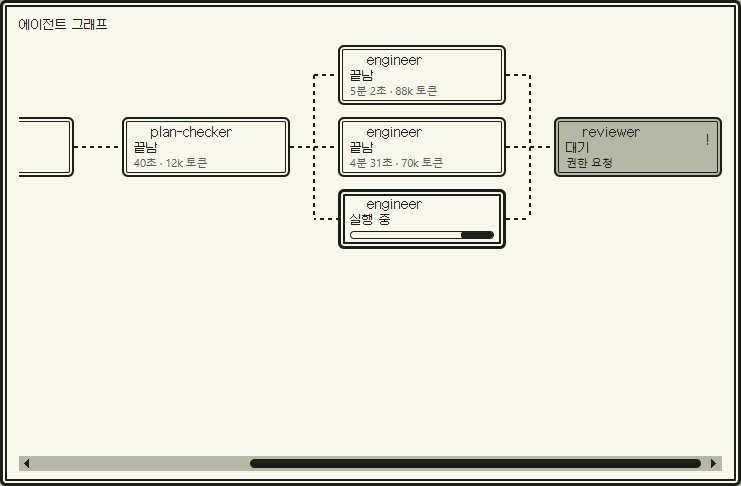 에이전트 그래프
plan-checker
끝남
40초 · 12k 토큰
engineer
끝남
5분 2초 · 88k 토큰
engineer
끝남
4분 31초 · 70k 토큰
engineer
실행 중
reviewer
!
대기
권한 요청